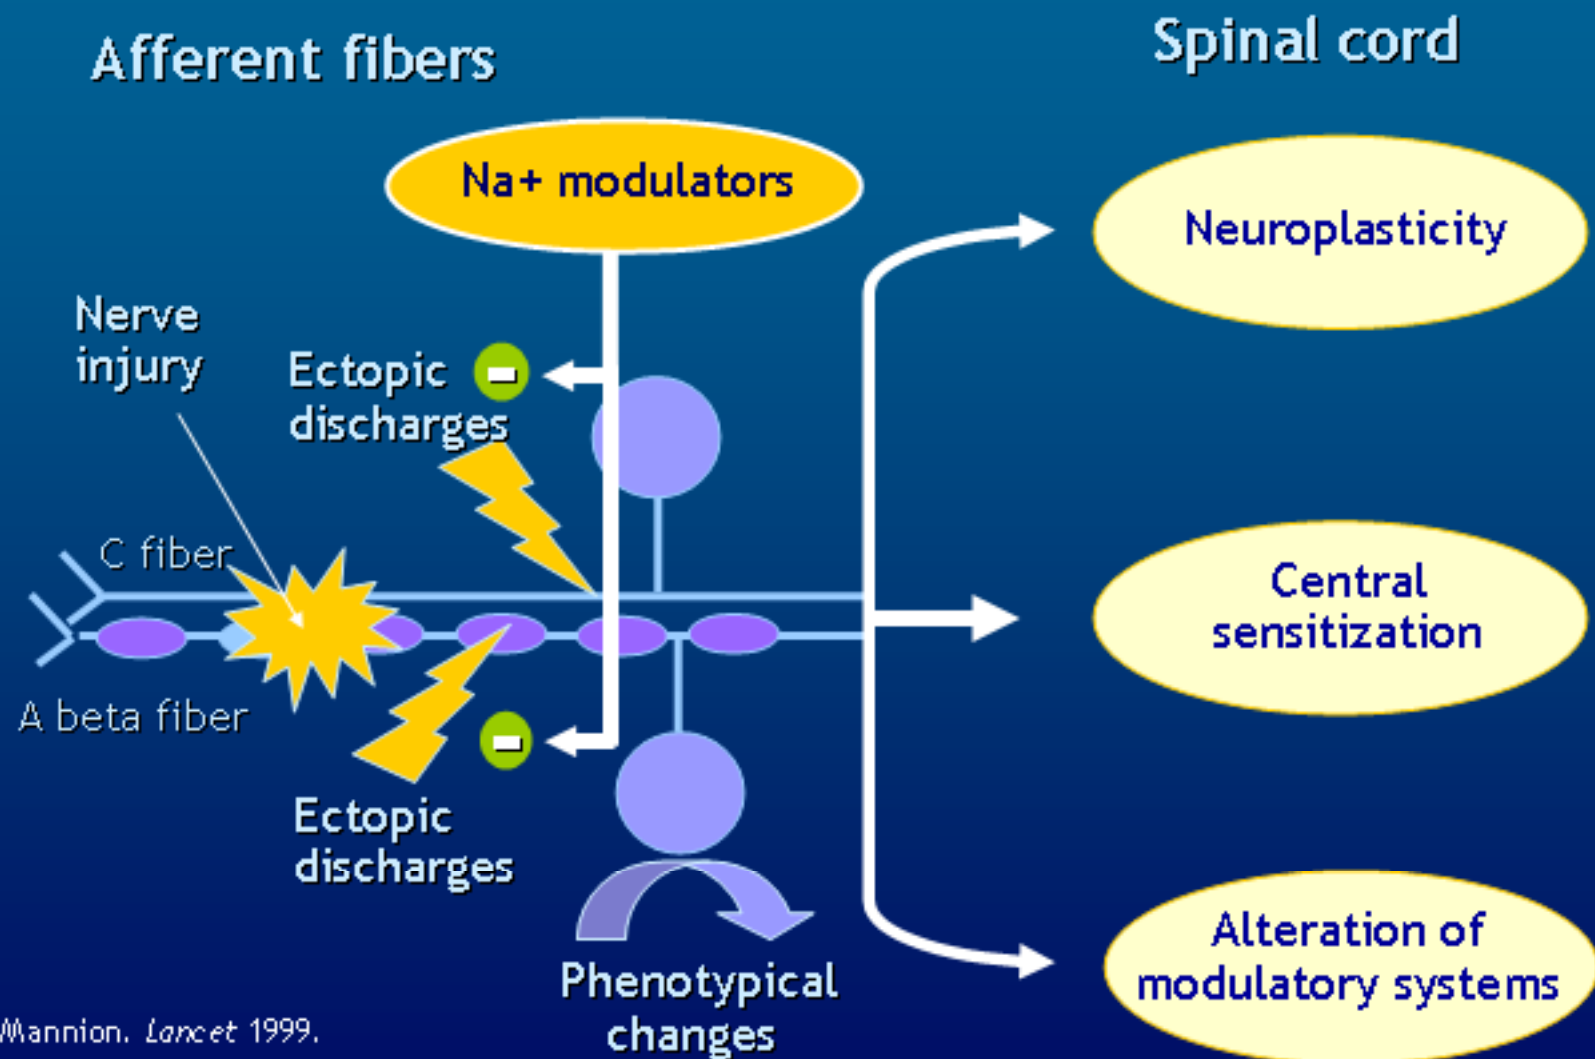 Afferent fibers
Spinal cord
Na+ modulators
Neuroplasticity
Nerve
injury
Ectopic
discharges
C fiber
Central
sensitization
A beta fiber
Ectopic
discharges
Alteration of
modulatory systems
Phenotypical
changes
Mannion. Lancet 1999.